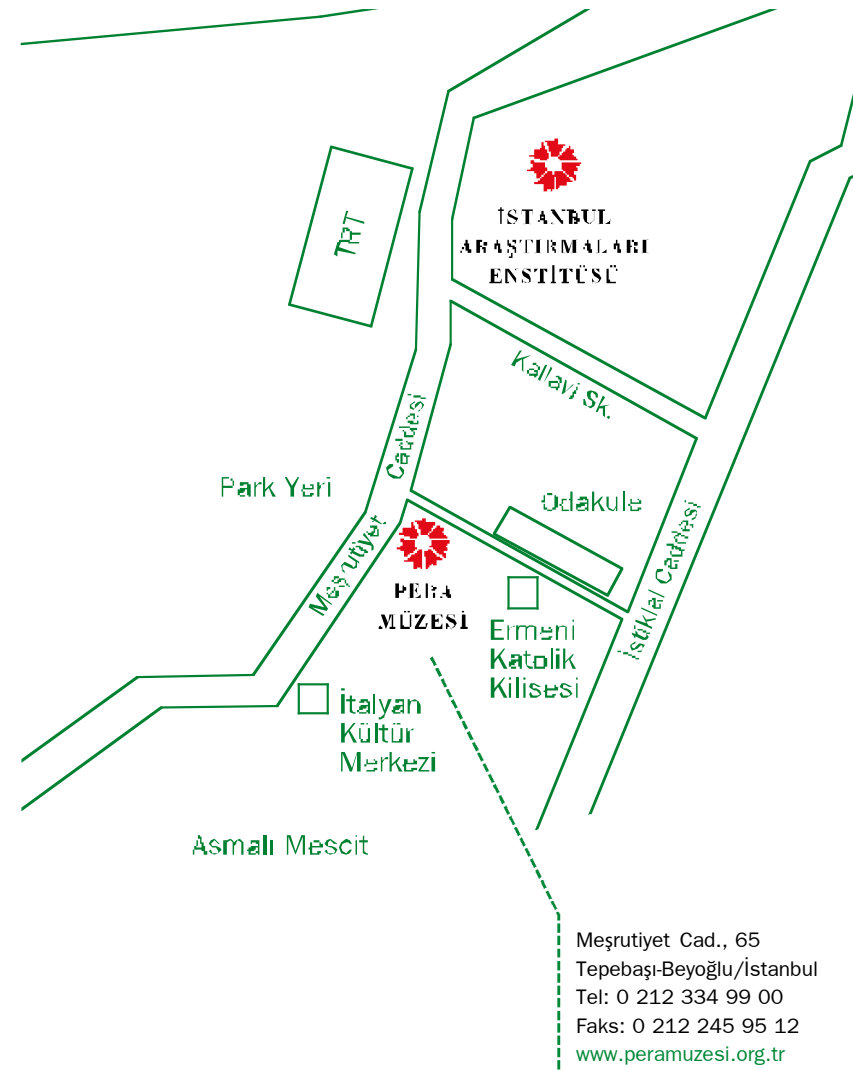 İSTANBUL
ARAŞTIRMALARI
ENSTİTÜSÜ
TRT
Kallavi Sk.
Meşrutiyet Caddesi
Park Yeri
Odakule
İstiklal Caddesi
PERA
MÜZESİ
Ermeni
Katolik
Kilisesi
İtalyan
Kültür
Merkezi
Asmalı Mescit
Meşrutiyet Cad., 65
Tepebaşı-Beyoğlu/İstanbul
Tel: 0 212 334 99 00
Faks: 0 212 245 95 12
www.peramuzesi.org.tr